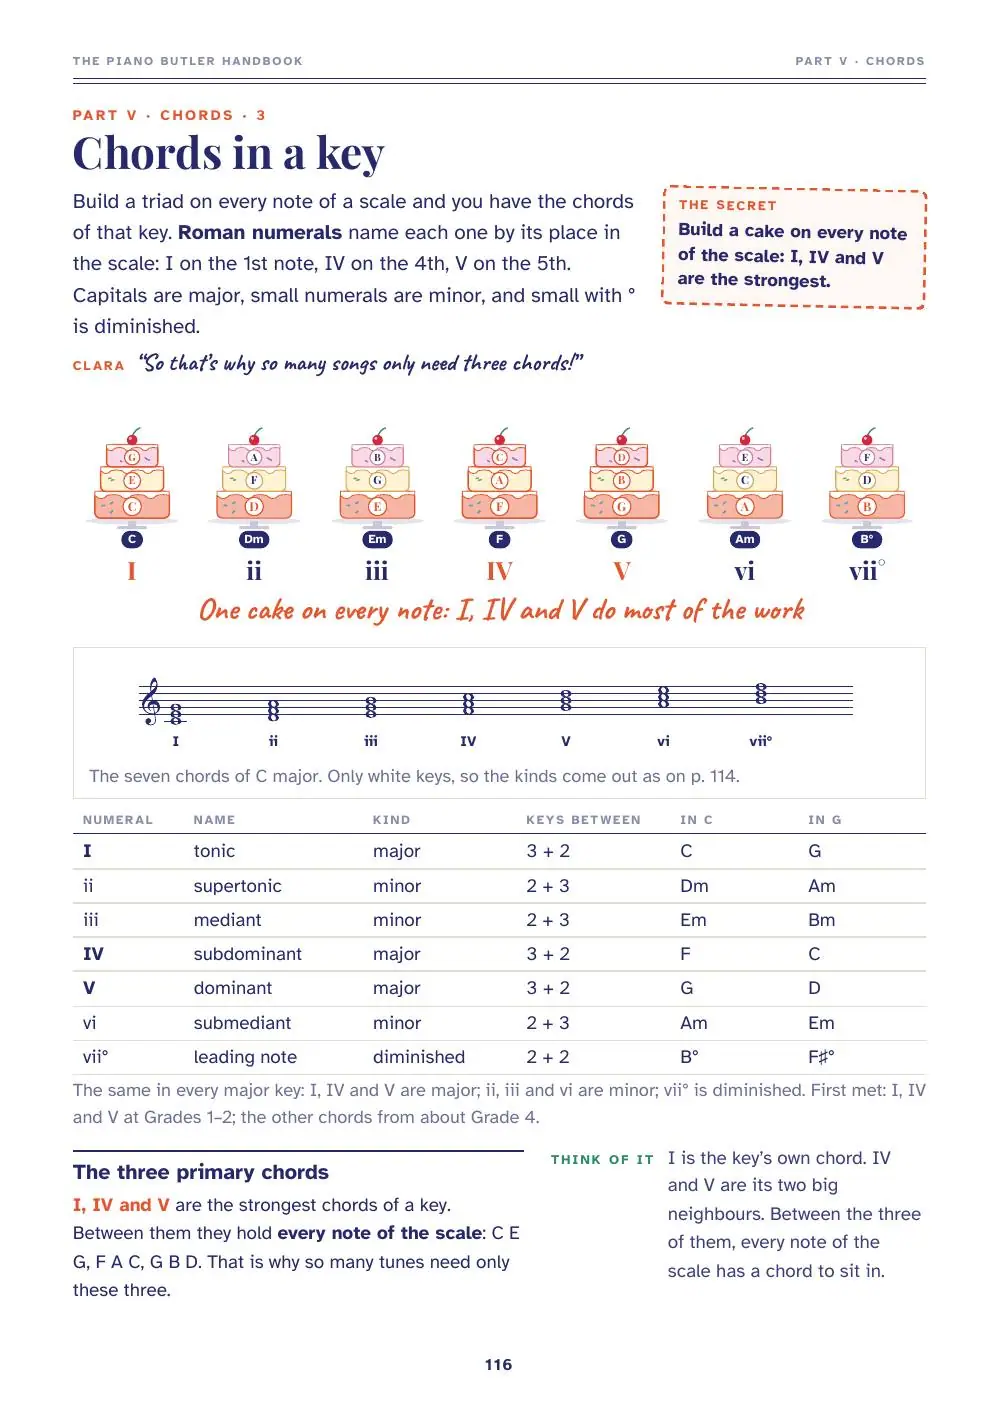 THE PIANO BUTLER HANDBOOK
PART V · CHORDS
PART V · CHORDS · 3
Chords in a key
Build a triad on every note of a scale and you have the chords
of that key. Roman numerals name each one by its place in
the scale: I on the 1st note, IV on the 4th, V on the 5th.
Capitals are major, small numerals are minor, and small with °
is diminished.
THE SECRET
Build a cake on every note
of the scale: I, IV and V
are the strongest.
CLARA “So that’s why so many songs only need three chords!”
G A B C D E F
E F G A B C D
C D E F G A B
C Dm Em F G Am B°
I ii iii IV V vi vii°
One cake on every note: I, IV and V do most of the work
I ii iii IV V vi vii°
The seven chords of C major. Only white keys, so the kinds come out as on p. 114.
NUMERAL NAME KIND KEYS BETWEEN IN C IN G
I tonic major 3 + 2 C G
ii supertonic minor 2 + 3 Dm Am
iii mediant minor 2 + 3 Em Bm
IV subdominant major 3 + 2 F C
V dominant major 3 + 2 G D
vi submediant minor 2 + 3 Am Em
vii° leading note diminished 2 + 2 B° F♯°
The same in every major key: I, IV and V are major; ii, iii and vi are minor; vii° is diminished. First met: I, IV
and V at Grades 1–2; the other chords from about Grade 4.
The three primary chords
I, IV and V are the strongest chords of a key.
Between them they hold every note of the scale: C E
G, F A C, G B D. That is why so many tunes need only
these three.
THINK OF IT I is the key’s own chord. IV
and V are its two big
neighbours. Between the three
of them, every note of the
scale has a chord to sit in.
116